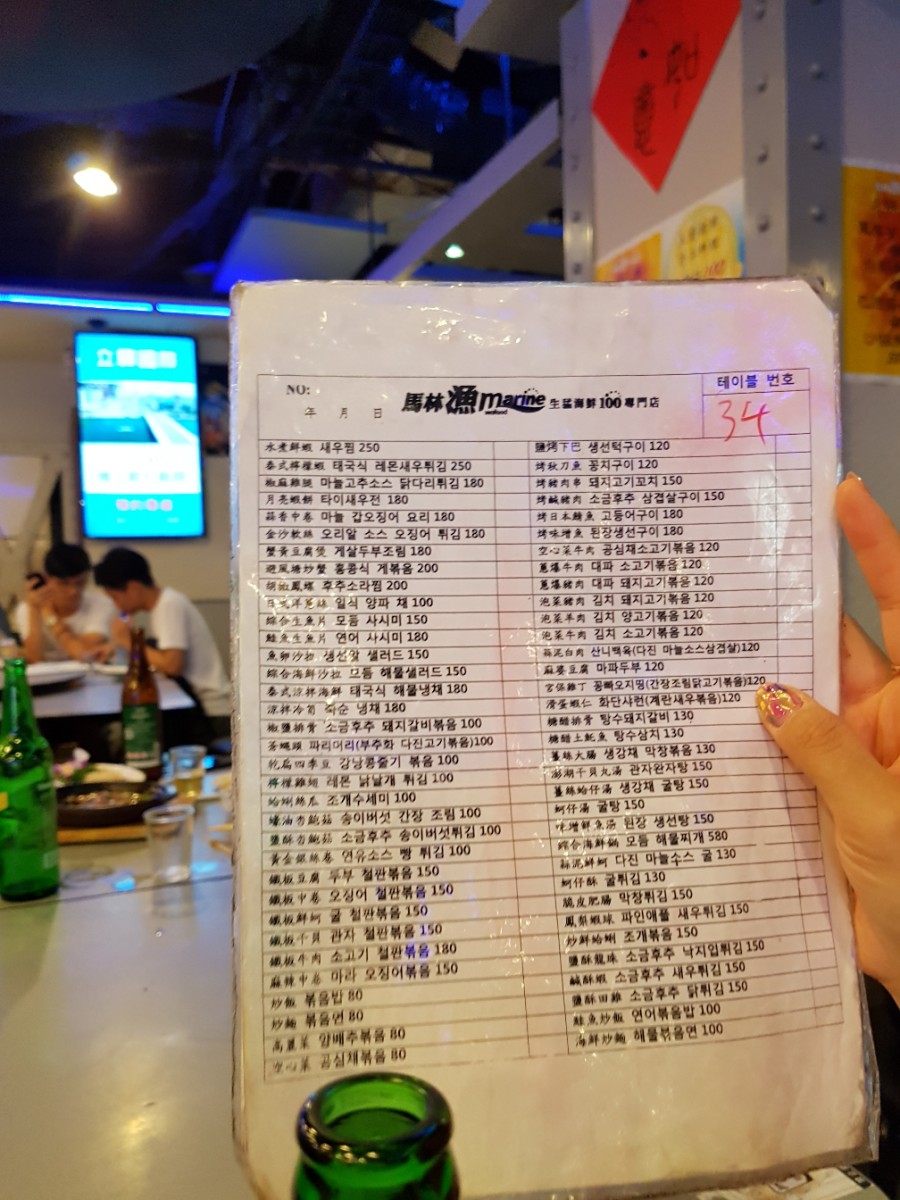 NO:
年 月 日
馬林漁 marine seafood 生猛海鮮100專門店
테이블 번호
34
水煮鮮蝦 새우찜 250
泰式檸檬蝦 태국식 레몬새우튀김 250
椒麻雞腿 마늘고추소스 닭다리튀김 180
月亮蝦餅 타이새우전 180
蒜香中卷 마늘 갑오징어 요리 180
金沙軟絲 오리알 소스 오징어 튀김 180
蟹黃豆腐煲 게살두부조림 180
避風塘炒蟹 홍콩식 게볶음 200
胡椒鳳螺 후추소라찜 200
日式洋蔥絲 일식 양파 채 100
綜合生魚片 모듬 사시미 150
鮭魚生魚片 연어 사시미 180
魚卵沙拉 생선알 샐러드 150
綜合海鮮沙拉 모듬 해물샐러드 150
泰式涼拌海鮮 태국식 해물냉채 180
涼拌冷筍 죽순 냉채 180
椒鹽排骨 소금후추 돼지갈비볶음 100
蒼蠅頭 파리머리(부추화 다진고기볶음)100
乾扁四季豆 강낭콩줄기 볶음 100
檸檬雞翅 레몬 닭날개 튀김 100
蛤蜊絲瓜 조개수세미 100
蠔油杏鮑菇 송이버섯 간장 조림 100
鹽酥杏鮑菇 소금후추 송이버섯튀김 100
黃金銀絲卷 연유소스 빵 튀김 100
鐵板豆腐 두부 철판볶음 150
鐵板中卷 오징어 철판볶음 150
鐵板鮮蚵 굴 철판볶음 150
鐵板干貝 관자 철판볶음 150
鐵板牛肉 소고기 철판볶음 180
麻辣中卷 마라 오징어볶음 150
炒飯 볶음밥 80
炒麵 볶음면 80
高麗菜 양배추볶음 80
空心菜 공심채볶음 80
鹽烤下巴 생선턱구이 120
烤秋刀魚 꽁치구이 120
烤豬肉串 돼지고기꼬치 150
烤鹹豬肉 소금후추 삼겹살구이 150
烤日本鯖魚 고등어구이 180
烤味增魚 된장생선구이 180
空心菜牛肉 공심채소고기볶음 120
蔥爆牛肉 대파 소고기볶음 120
蔥爆豬肉 대파 돼지고기볶음 120
泡菜豬肉 김치 돼지고기볶음 120
泡菜羊肉 김치 양고기볶음 120
泡菜牛肉 김치 소고기볶음 120
蒜泥白肉 산니백육(다진 마늘소스삼겹살)120
麻婆豆腐 마파두부 120
宮保雞丁 꽁빠오지띵(간장조림닭고기볶음)120
滑蛋蝦仁 화단샤런(계란새우볶음)120
糖醋排骨 탕수돼지갈비 130
糖醋土魠魚 탕수삼치 130
薑絲大腸 생강채 막창볶음 130
澎湖干貝丸湯 관자완자탕 150
薑絲蛤仔湯 생강채 굴탕 150
蚵仔湯 굴탕 150
味增鮮魚湯 된장 생선탕 150
綜合海鮮鍋 모듬 해물찌개 580
蒜泥鮮蚵 다진 마늘소스 굴 130
蚵仔酥 굴튀김 130
脆皮肥腸 막창튀김 150
鳳梨蝦球 파인애플 새우튀김 150
炒鮮蛤蜊 조개볶음 150
鹽酥龍珠 소금후추 낙지입튀김 150
鹹酥蝦 소금후추 새우튀김 150
鹽酥田雞 소금후추 닭튀김 150
鮭魚炒飯 연어볶음밥 100
海鮮炒麵 해물볶음면 100